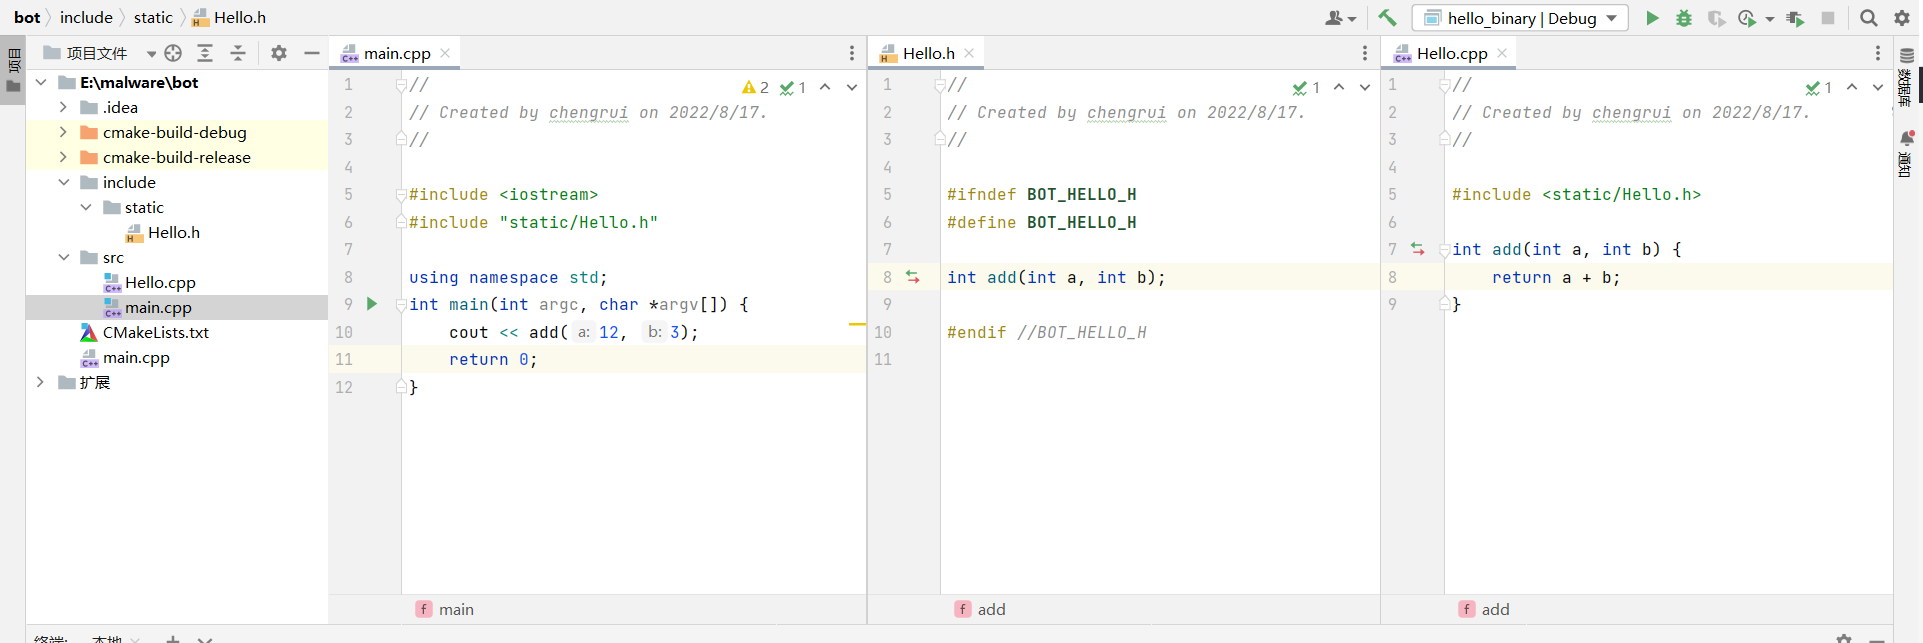 bot include static Hello.h hello_binary | Debug
项目
项目文件
E:\malware\bot
.idea
cmake-build-debug
cmake-build-release
include
static
Hello.h
src
Hello.cpp
main.cpp
CMakeLists.txt
main.cpp
扩展
main.cpp
2 1
1 //
2 // Created by chengrui on 2022/8/17.
3 //
4
5 #include <iostream>
6 #include "static/Hello.h"
7
8 using namespace std;
9 int main(int argc, char *argv[]) {
10 cout << add( a: 12, b: 3);
11 return 0;
12 }
main
Hello.h
1
1 //
2 // Created by chengrui on 2022/8/17.
3 //
4
5 #ifndef BOT_HELLO_H
6 #define BOT_HELLO_H
7
8 int add(int a, int b);
9
10 #endif //BOT_HELLO_H
11
add
Hello.cpp
1
1 //
2 // Created by chengrui on 2022/8/17.
3 //
4
5 #include <static/Hello.h>
6
7 int add(int a, int b) {
8 return a + b;
9 }
add
数据库
通知
终端: 本地